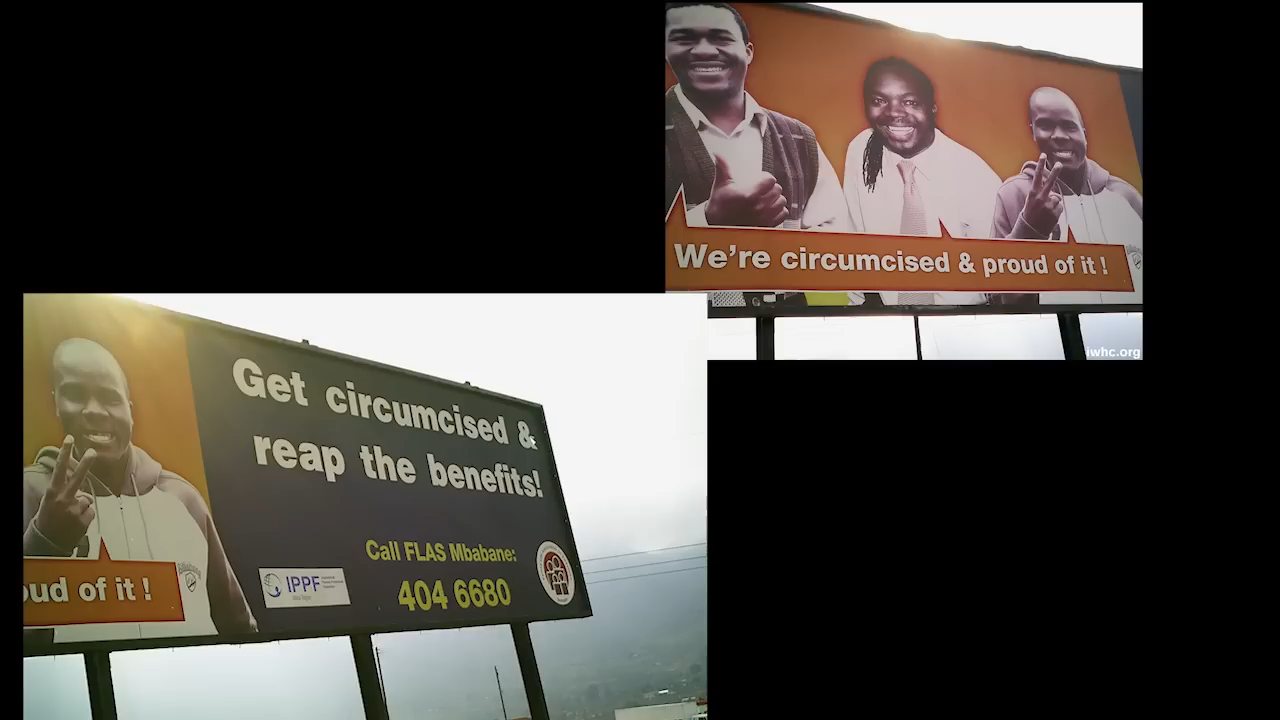 We're circumcised & proud of it !
iwhc.org
Get circumcised &
reap the benefits!
Call FLAS Mbabane:
404 6680
IPPF
oud of it !